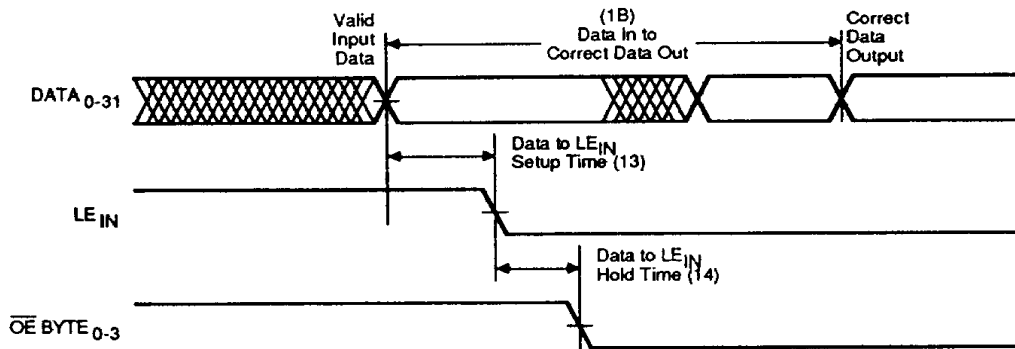 Valid
Input
Data
(1B)
Data In to
Correct Data Out
Correct
Data
Output
DATA 0-31
Data to LE IN
Setup Time (13)
LE IN
Data to LE IN
Hold Time (14)
OE BYTE 0-3